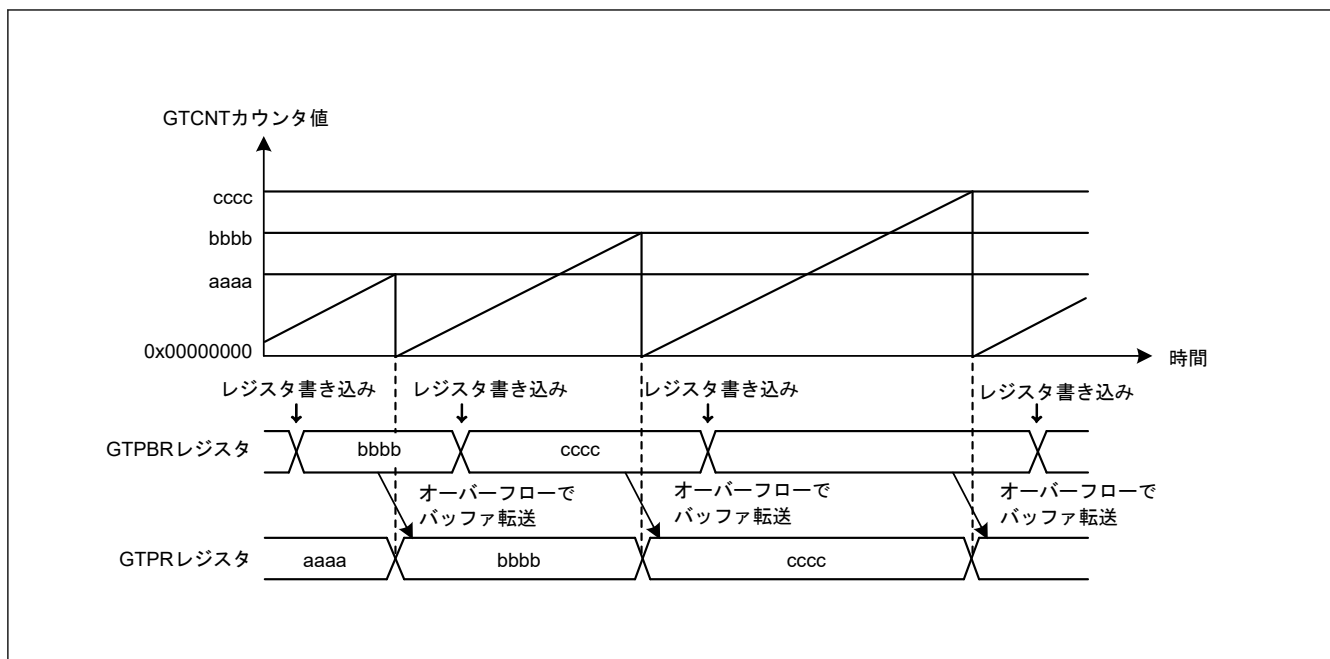 GTCNTカウンタ値
cccc
bbbb
aaaa
0x00000000
時間
レジスタ書き込み
レジスタ書き込み
レジスタ書き込み
レジスタ書き込み
GTPBRレジスタ
bbbb
cccc
オーバーフローで
バッファ転送
オーバーフローで
バッファ転送
オーバーフローで
バッファ転送
GTPRレジスタ
aaaa
bbbb
cccc